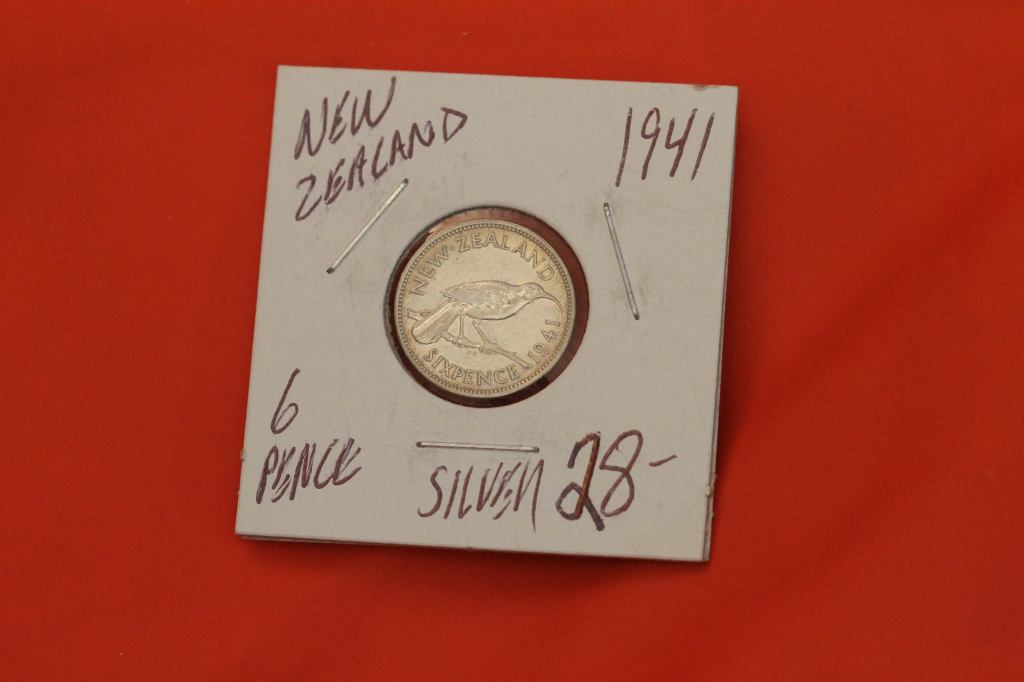 NEW
ZEALAND
1941
NEW·ZEALAND
1941
SIXPENCE
6
PENCE
SILVER 28-